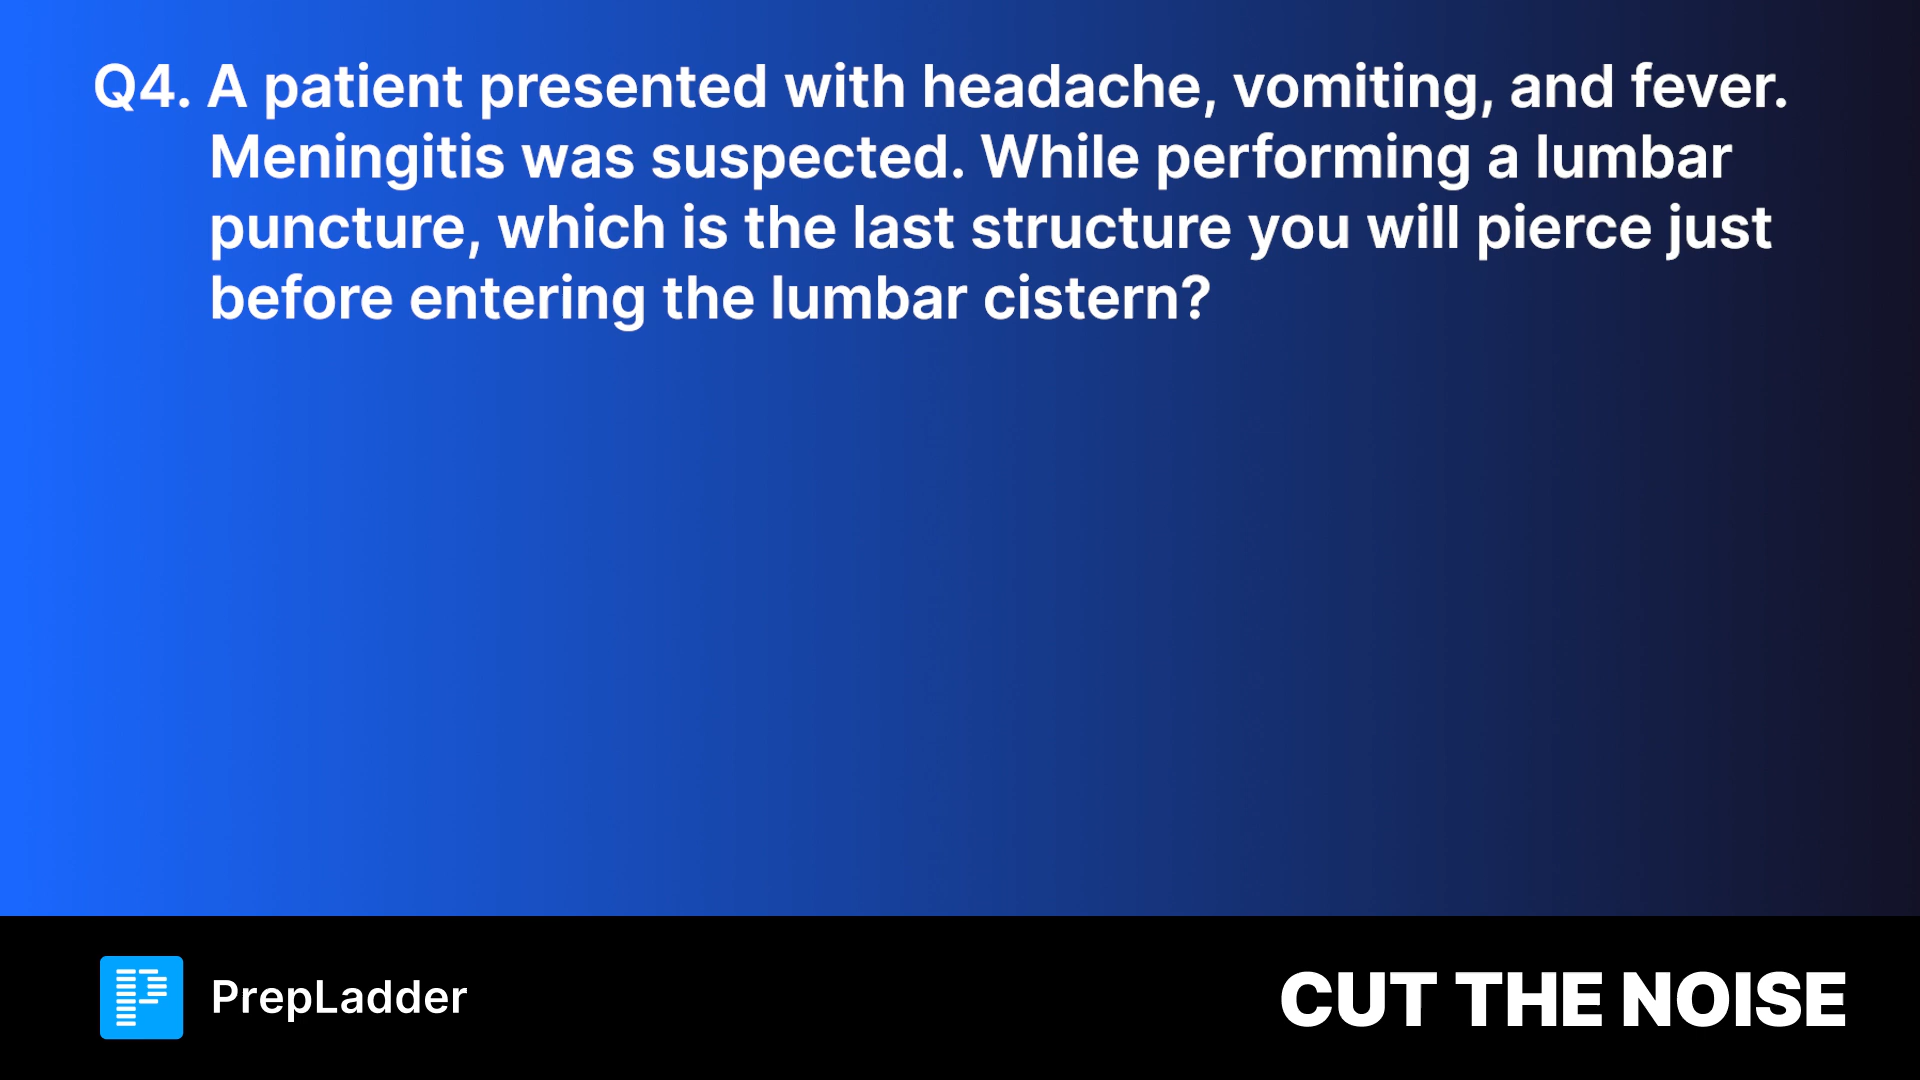 Q4. A patient presented with headache, vomiting, and fever.
Meningitis was suspected. While performing a lumbar
puncture, which is the last structure you will pierce just
before entering the lumbar cistern?
PrepLadder
CUT THE NOISE